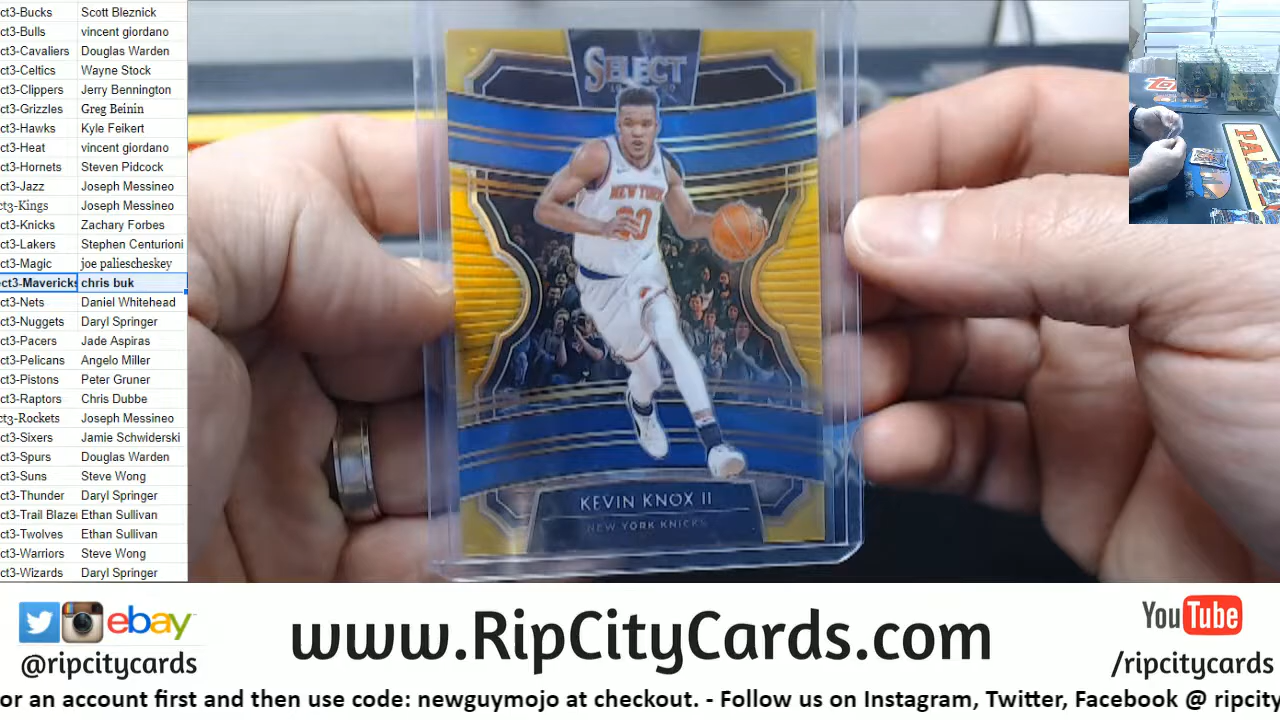 ct3-Bucks Scott Bleznick
ct3-Bulls vincent giordano
ct3-Cavaliers Douglas Warden
ct3-Celtics Wayne Stock
ct3-Clippers Jerry Bennington
ct3-Grizzles Greg Beinin
ct3-Hawks Kyle Feikert
ct3-Heat vincent giordano
ct3-Hornets Steven Pidcock
ct3-Jazz Joseph Messineo
ct3-Kings Joseph Messineo
ct3-Knicks Zachary Forbes
ct3-Lakers Stephen Centurioni
ct3-Magic joe paliescheskey
ect3-Mavericks chris buk
ct3-Nets Daniel Whitehead
ct3-Nuggets Daryl Springer
ct3-Pacers Jade Aspiras
ct3-Pelicans Angelo Miller
ct3-Pistons Peter Gruner
ct3-Raptors Chris Dubbe
ct3-Rockets Joseph Messineo
ct3-Sixers Jamie Schwiderski
ct3-Spurs Douglas Warden
ct3-Suns Steve Wong
ct3-Thunder Daryl Springer
ct3-Trail Blazer Ethan Sullivan
ct3-Twolves Ethan Sullivan
ct3-Warriors Steve Wong
ct3-Wizards Daryl Springer
SELECT
NEW YORK
20
KEVIN KNOX II
NEW YORK KNICKS
ebay
@ripcitycards
www.RipCityCards.com
YouTube
/ripcitycards
or an account first and then use code: newguymojo at checkout. - Follow us on Instagram, Twitter, Facebook @ ripcity